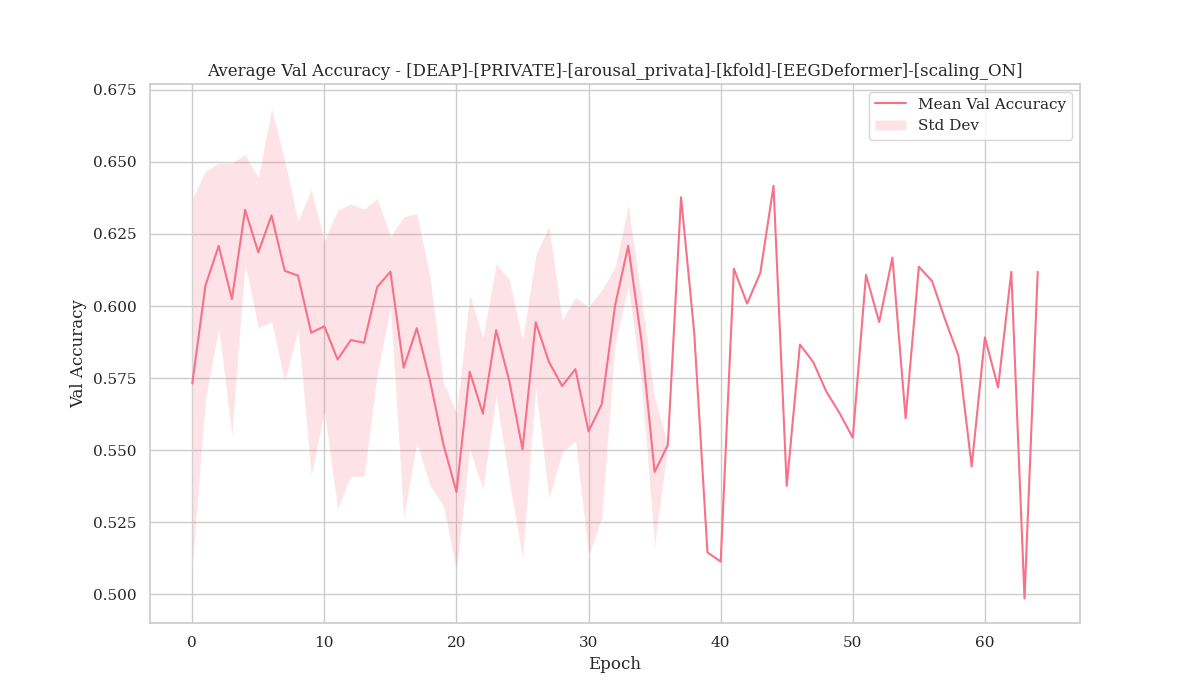 Average Val Accuracy - [DEAP]-[PRIVATE]-[arousal_privata]-[kfold]-[EEGDeformer]-[scaling_ON]
Mean Val Accuracy
Std Dev
Val Accuracy
0.675
0.650
0.625
0.600
0.575
0.550
0.525
0.500
0 10 20 30 40 50 60
Epoch